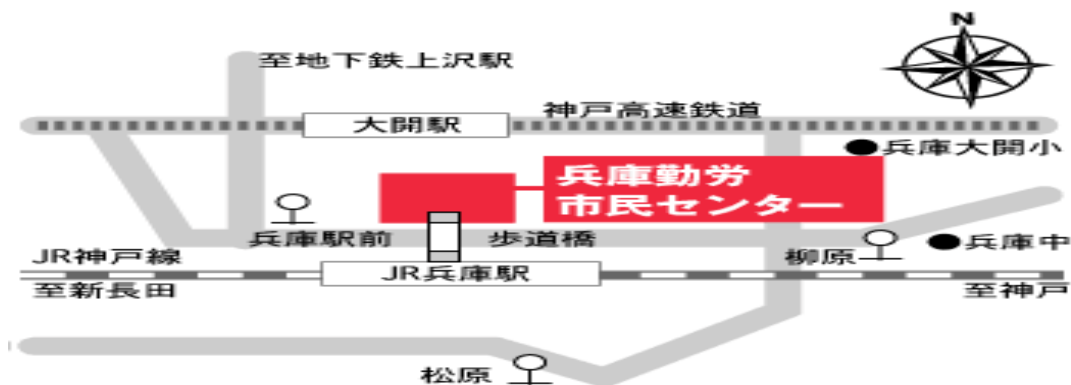 N
至地下鉄上沢駅
神戸高速鉄道
大開駅
兵庫大開小
兵庫勤労
市民センター
兵庫駅前
歩道橋
柳原
兵庫中
JR神戸線
JR兵庫駅
至新長田
至神戸
松原